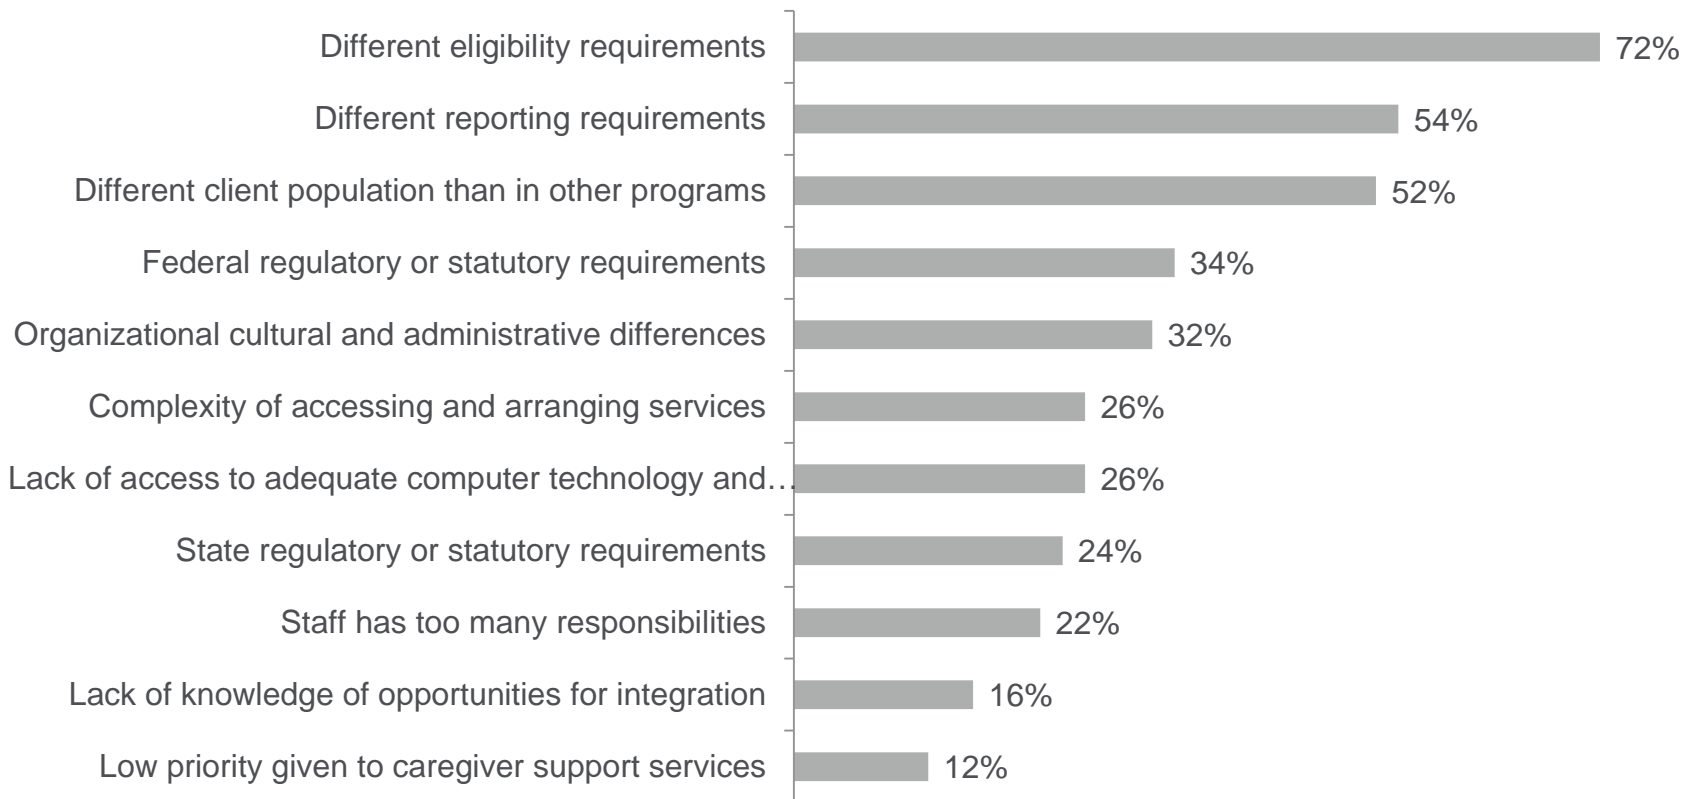 Different eligibility requirements 72%
Different reporting requirements 54%
Different client population than in other programs 52%
Federal regulatory or statutory requirements 34%
Organizational cultural and administrative differences 32%
Complexity of accessing and arranging services 26%
Lack of access to adequate computer technology and… 26%
State regulatory or statutory requirements 24%
Staff has too many responsibilities 22%
Lack of knowledge of opportunities for integration 16%
Low priority given to caregiver support services 12%